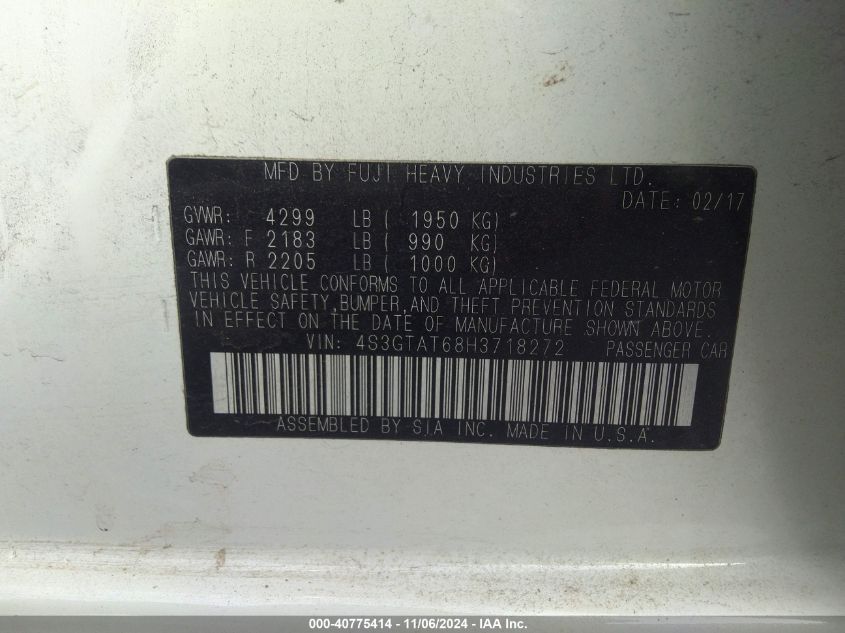 MFD BY FUJI HEAVY INDUSTRIES LTD.
DATE: 02/17
GVWR: 4299 LB ( 1950 KG)
GAWR: F 2183 LB ( 990 KG)
GAWR: R 2205 LB ( 1000 KG)
THIS VEHICLE CONFORMS TO ALL APPLICABLE FEDERAL MOTOR
VEHICLE SAFETY,BUMPER,AND THEFT PREVENTION STANDARDS
IN EFFECT ON THE DATE OF MANUFACTURE SHOWN ABOVE.
VIN: 4S3GTAT68H3718272 PASSENGER CAR
ASSEMBLED BY SIA INC. MADE IN U.S.A.
000-40775414 - 11/06/2024 - IAA Inc.